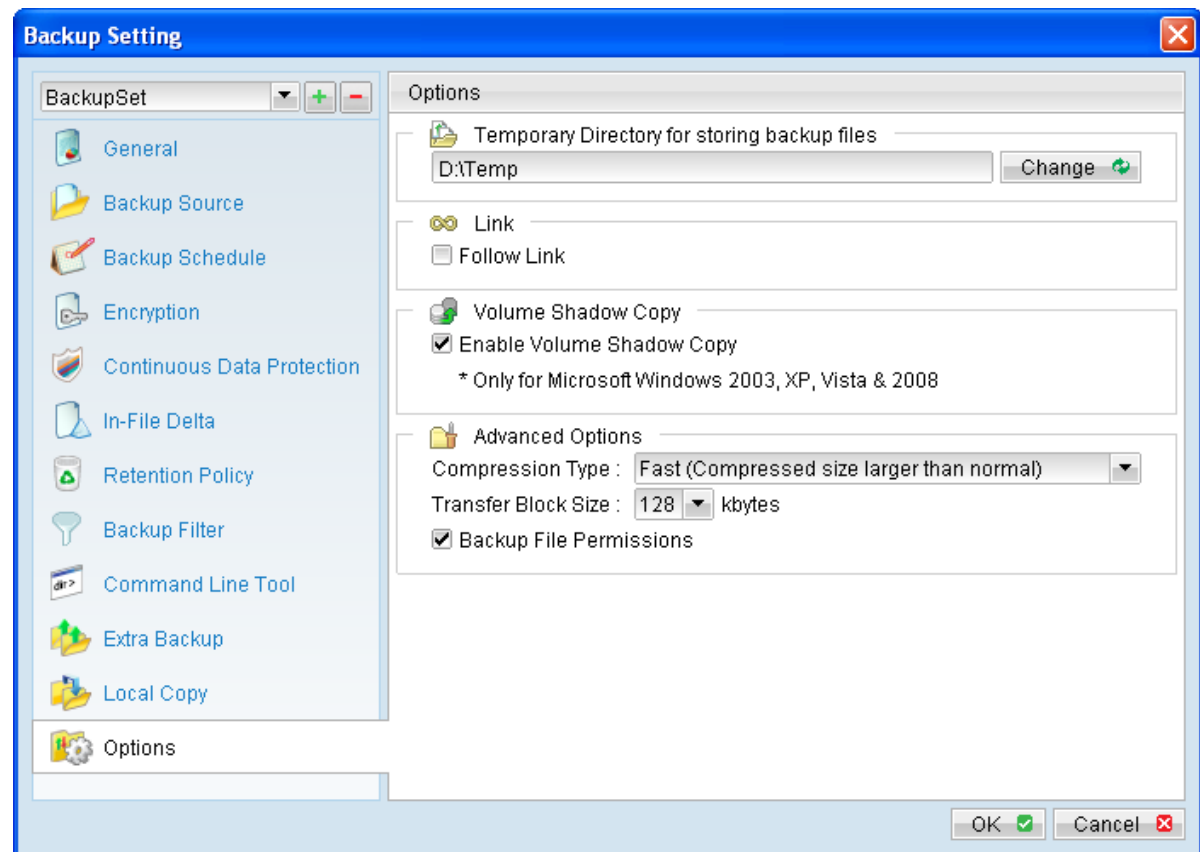 Backup Setting
BackupSet
General
Backup Source
Backup Schedule
Encryption
Continuous Data Protection
In-File Delta
Retention Policy
Backup Filter
dir>
Command Line Tool
Extra Backup
Local Copy
Options
Options
Temporary Directory for storing backup files
D:\Temp
Change
Link
Follow Link
Volume Shadow Copy
Enable Volume Shadow Copy
* Only for Microsoft Windows 2003, XP, Vista & 2008
Advanced Options
Compression Type : Fast (Compressed size larger than normal)
Transfer Block Size : 128 kbytes
Backup File Permissions
OK
Cancel